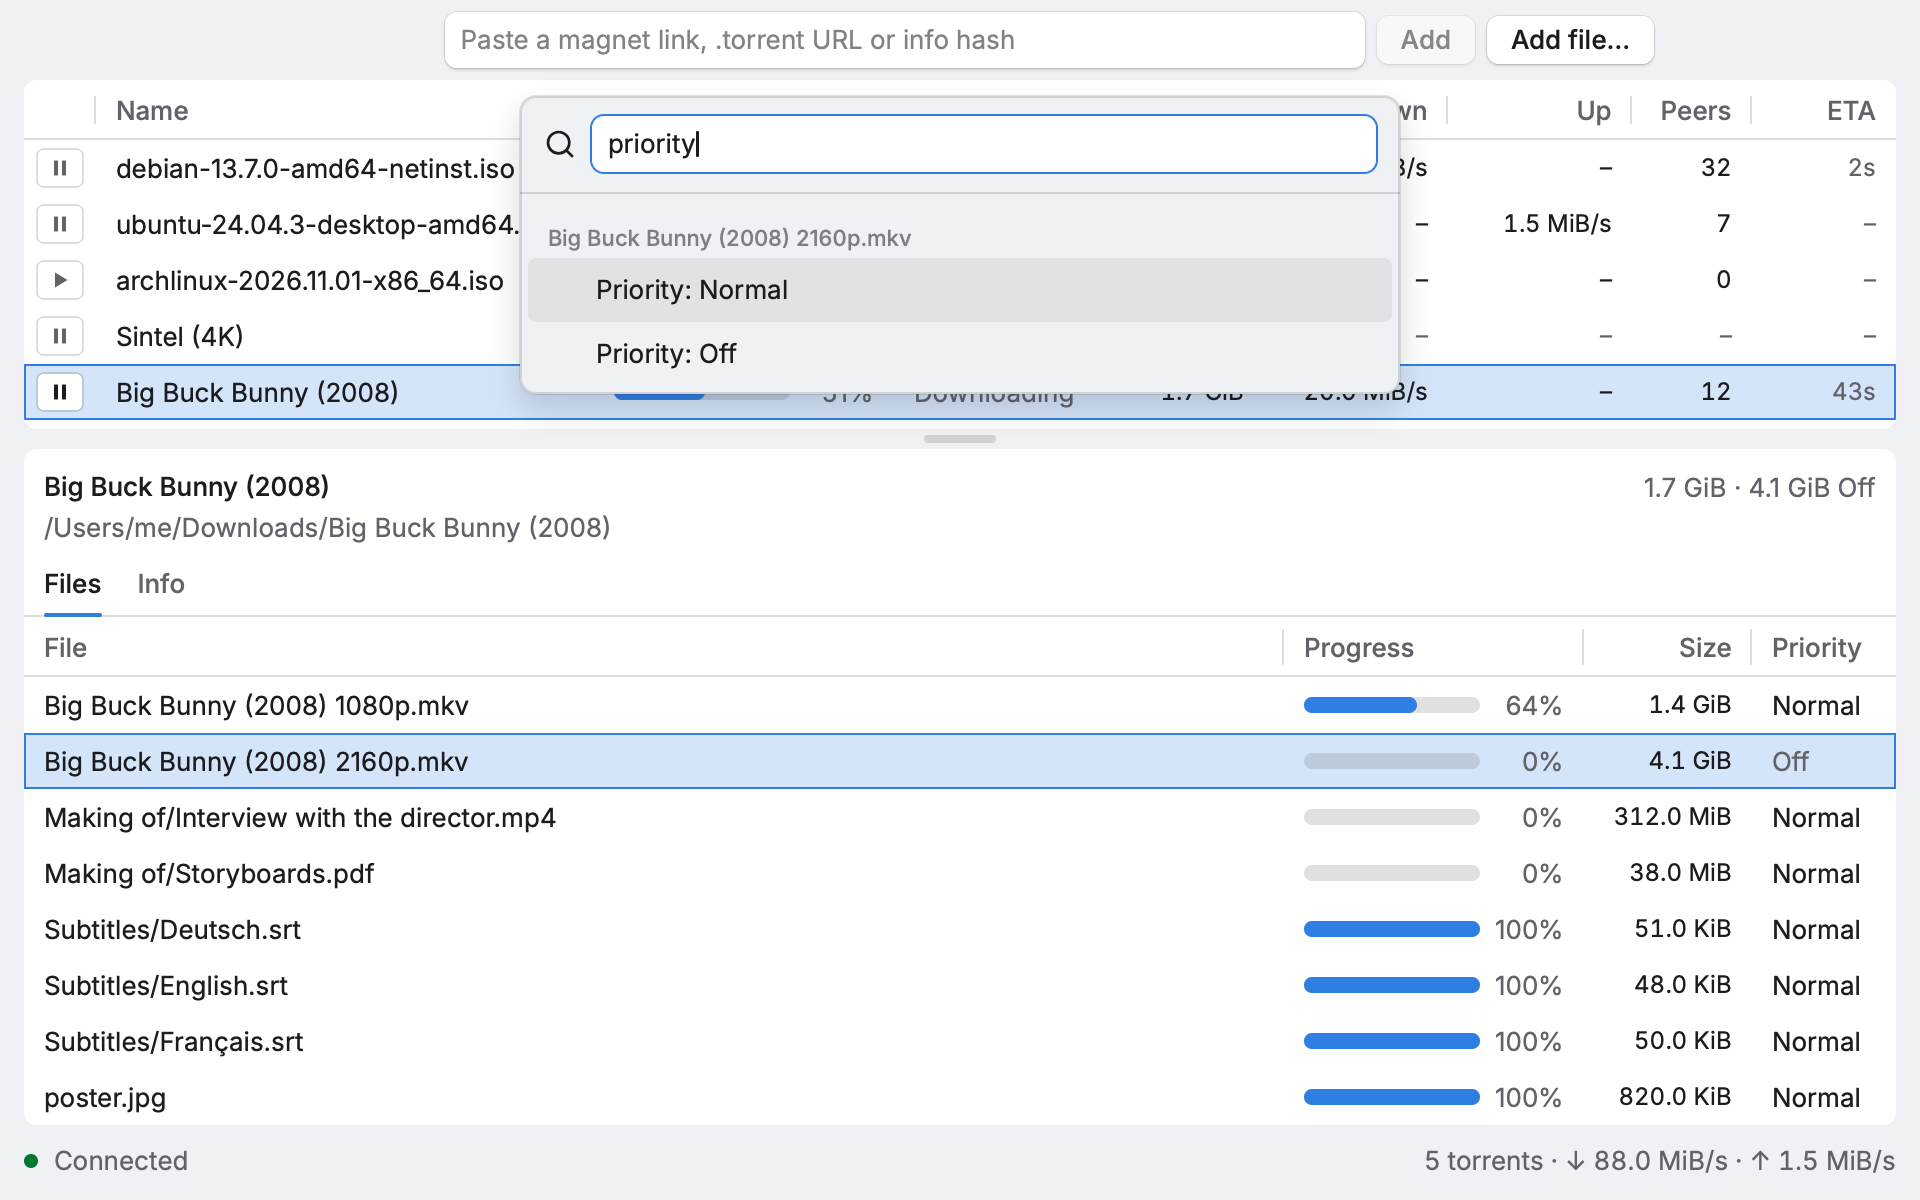 Paste a magnet link, .torrent URL or info hash Add Add file...
Name Up Peers ETA
priority
debian-13.7.0-amd64-netinst.iso – 32 2s
ubuntu-24.04.3-desktop-amd64. – 1.5 MiB/s 7 –
Big Buck Bunny (2008) 2160p.mkv
archlinux-2026.11.01-x86_64.iso Priority: Normal – – 0 –
Sintel (4K) Priority: Off – – – –
Big Buck Bunny (2008) 31% Downloading 1.7 GiB 20.0 MiB/s – 12 43s
Big Buck Bunny (2008) 1.7 GiB · 4.1 GiB Off
/Users/me/Downloads/Big Buck Bunny (2008)
Files Info
File Progress Size Priority
Big Buck Bunny (2008) 1080p.mkv 64% 1.4 GiB Normal
Big Buck Bunny (2008) 2160p.mkv 0% 4.1 GiB Off
Making of/Interview with the director.mp4 0% 312.0 MiB Normal
Making of/Storyboards.pdf 0% 38.0 MiB Normal
Subtitles/Deutsch.srt 100% 51.0 KiB Normal
Subtitles/English.srt 100% 48.0 KiB Normal
Subtitles/Français.srt 100% 50.0 KiB Normal
poster.jpg 100% 820.0 KiB Normal
Connected 5 torrents · ↓ 88.0 MiB/s · ↑ 1.5 MiB/s